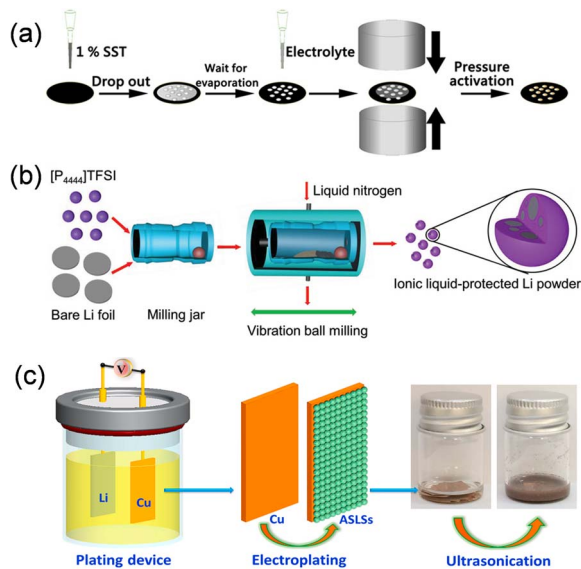 (a)
1 % SST
Drop out
Wait for
evaporation
Electrolyte
Pressure
activation
(b)
[P4444]TFSI
Bare Li foil
Milling jar
Liquid nitrogen
Vibration ball milling
Ionic liquid-protected Li powder
(c)
V
Li
Cu
Plating device
Cu
ASLSs
Electroplating
Ultrasonication